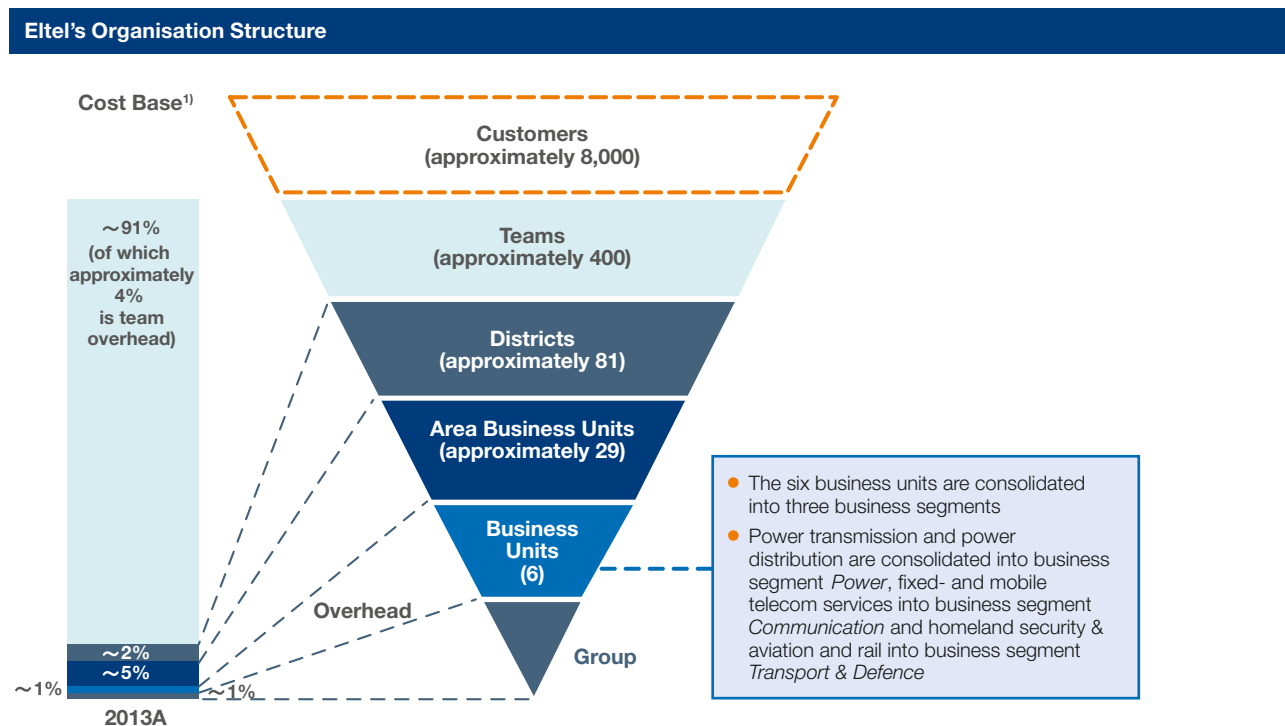 Eltel's Organisation Structure
Cost Base1)
Customers
(approximately 8,000)
~91%
(of which
approximately
4%
is team
overhead)
Teams
(approximately 400)
Districts
(approximately 81)
Area Business Units
(approximately 29)
Business
Units
(6)
Overhead
Group
~2%
~5%
~1%
~1%
2013A
● The six business units are consolidated
into three business segments
● Power transmission and power
distribution are consolidated into business
segment Power, fixed- and mobile
telecom services into business segment
Communication and homeland security &
aviation and rail into business segment
Transport & Defence